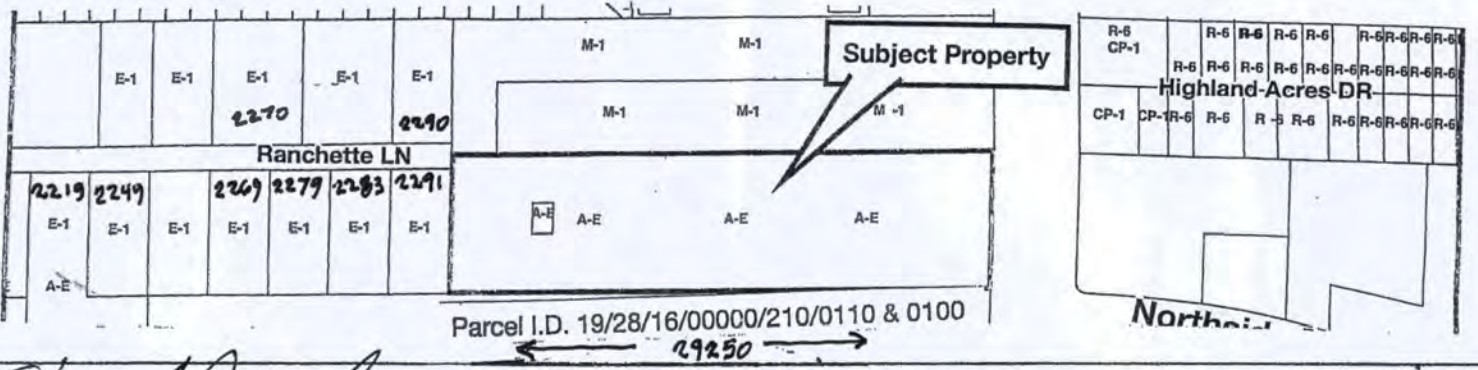 M-1 M-1
Subject Property
E-1 E-1 E-1 E-1 E-1
2270 2290
M-1 M-1 M -1
Ranchette LN
2219 2249 2269 2279 2283 2291
E-1 E-1 E-1 E-1 E-1 E-1 E-1
A-E A-E A-E A-E
A-E
Parcel I.D. 19/28/16/00000/210/0110 & 0100
29250
R-6 R-6 R-6 R-6 R-6 R-6 R-6 R-6 R-6
CP-1
R-6 R-6 R-6 R-6 R-6 R-6 R-6 R-6 R-6
Highland Acres DR
CP-1 CP-1 R-6 R-6 R -6 R-6 R-6 R-6 R-6 R-6 R-6